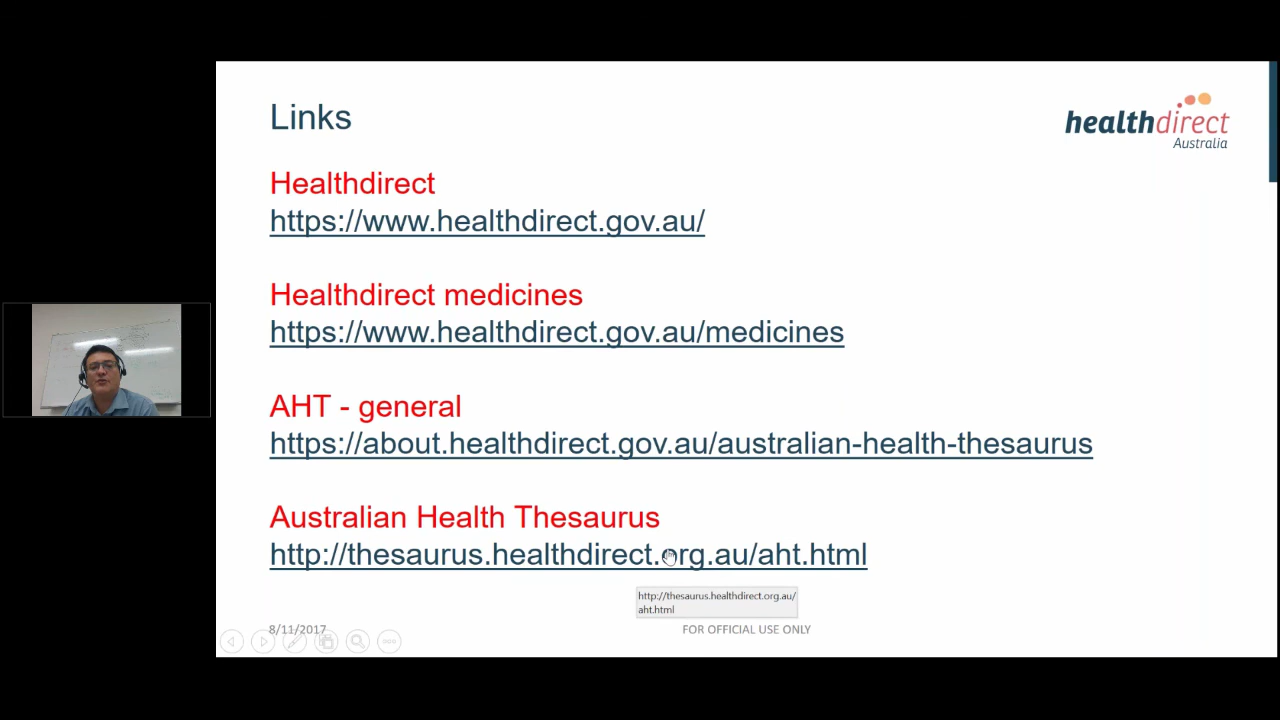 Links
healthdirect
Australia
Healthdirect
https://www.healthdirect.gov.au/
Healthdirect medicines
https://www.healthdirect.gov.au/medicines
AHT - general
https://about.healthdirect.gov.au/australian-health-thesaurus
Australian Health Thesaurus
http://thesaurus.healthdirect.org.au/aht.html
http://thesaurus.healthdirect.org.au/
aht.html
8/11/2017
FOR OFFICIAL USE ONLY